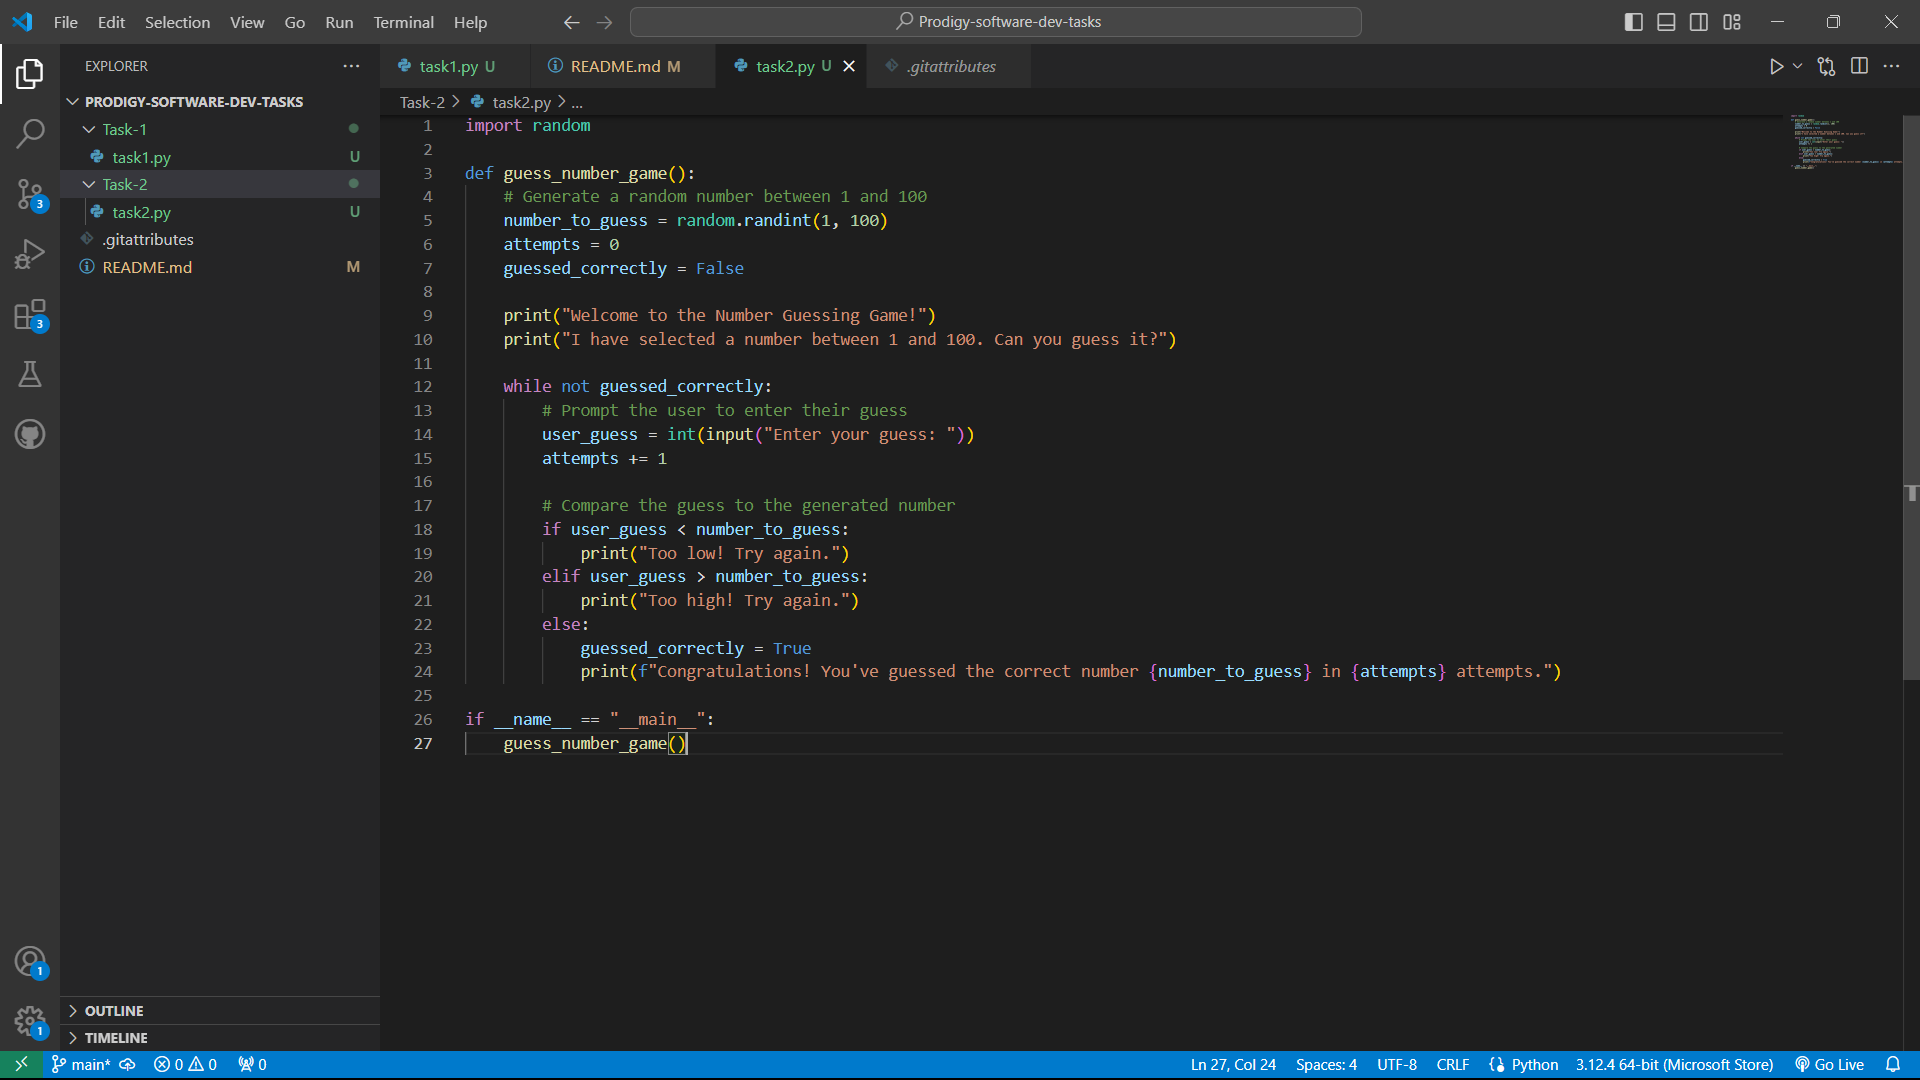 File Edit Selection View Go Run Terminal Help
Prodigy-software-dev-tasks
EXPLORER
task1.py U
README.md M
task2.py U
.gitattributes
PRODIGY-SOFTWARE-DEV-TASKS
Task-1
task1.py U
Task-2
task2.py U
.gitattributes
README.md M
Task-2 > task2.py > ...
1 import random
2
3 def guess_number_game():
4     # Generate a random number between 1 and 100
5     number_to_guess = random.randint(1, 100)
6     attempts = 0
7     guessed_correctly = False
8
9     print("Welcome to the Number Guessing Game!")
10     print("I have selected a number between 1 and 100. Can you guess it?")
11
12     while not guessed_correctly:
13         # Prompt the user to enter their guess
14         user_guess = int(input("Enter your guess: "))
15         attempts += 1
16
17         # Compare the guess to the generated number
18         if user_guess < number_to_guess:
19             print("Too low! Try again.")
20         elif user_guess > number_to_guess:
21             print("Too high! Try again.")
22         else:
23             guessed_correctly = True
24             print(f"Congratulations! You've guessed the correct number {number_to_guess} in {attempts} attempts.")
25
26 if __name__ == "__main__":
27     guess_number_game()
3
3
1
1
OUTLINE
TIMELINE
main* 0 0 0 Ln 27, Col 24 Spaces: 4 UTF-8 CRLF Python 3.12.4 64-bit (Microsoft Store) Go Live